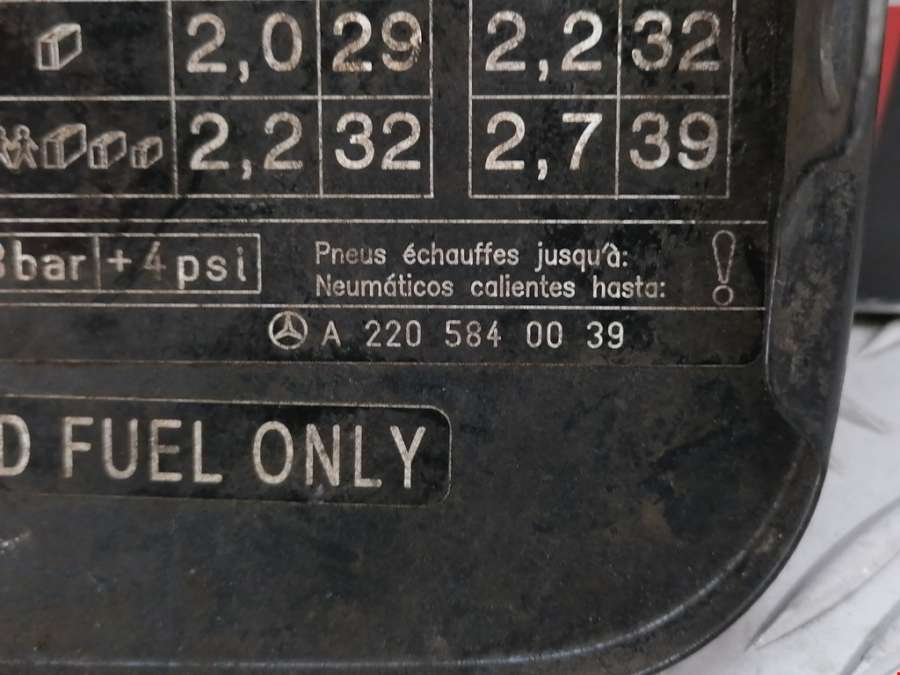 2,0 29 2,2 32
2,2 32 2,7 39
bar +4 psi
Pneus échauffes jusqu'à:
Neumáticos calientes hasta: !
A 220 584 00 39
FUEL ONLY